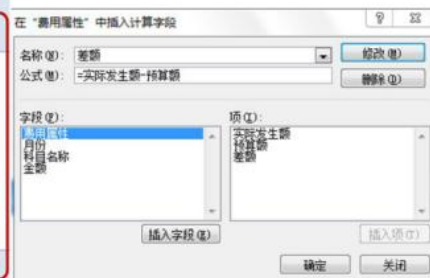 在“费用属性”中插入计算字段
名称(M): 差额 修改(M)
公式(M): =实际发生额-预算额 删除(D)
字段(F): 项(I):
费用属性 实际发生额
月份 预算额
科目名称 差额
金额
插入字段(E) 插入项(T)
确定 关闭